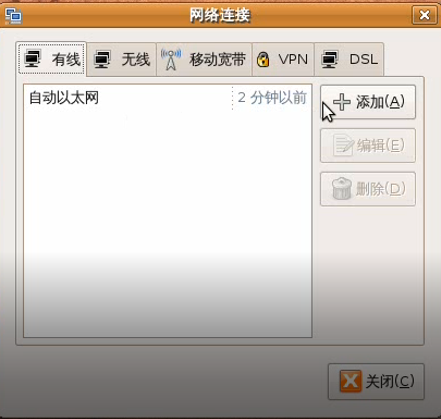 网络连接
有线 无线 移动宽带 VPN DSL
自动以太网 2 分钟以前
添加(A)
编辑(E)
删除(D)
关闭(C)